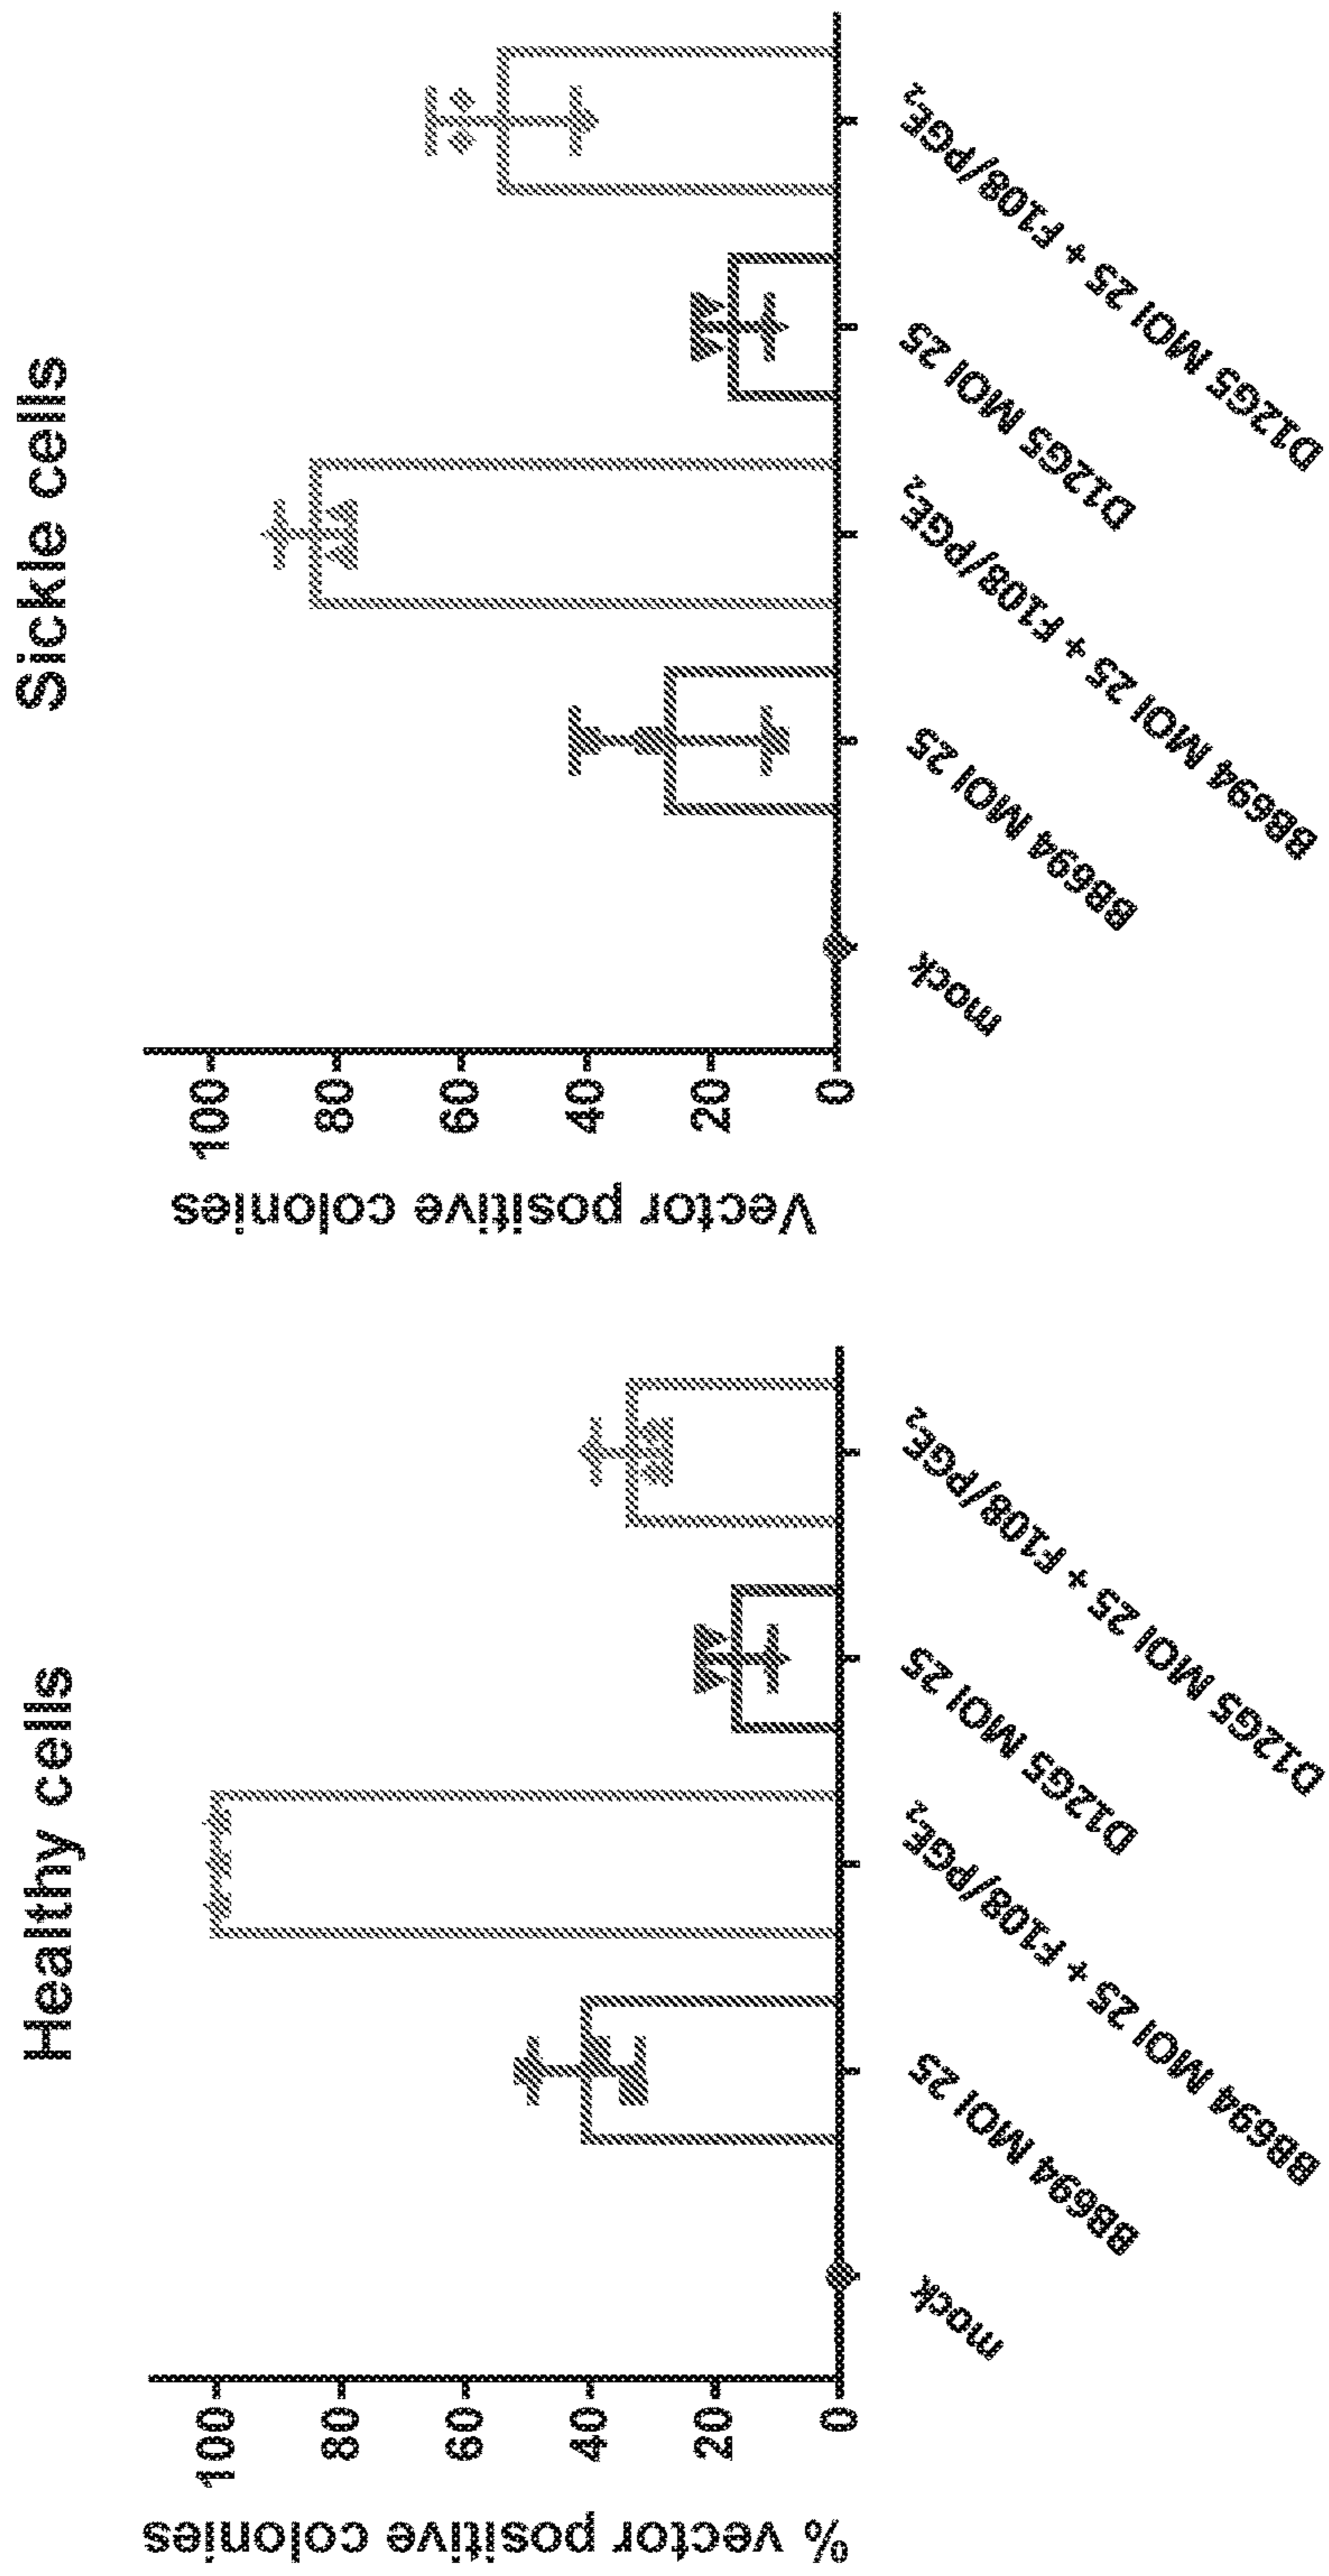 Healthy cells
% vector positive colonies
100
80
60
40
20
0
mock
BB694 MOI 25
BB694 MOI 25 + F108/PGE₂
D12G5 MOI 25
D12G5 MOI 25 + F108/PGE₂
Sickle cells
Vector positive colonies
100
80
60
40
20
0
mock
BB694 MOI 25
BB694 MOI 25 + F108/PGE₂
D12G5 MOI 25
D12G5 MOI 25 + F108/PGE₂